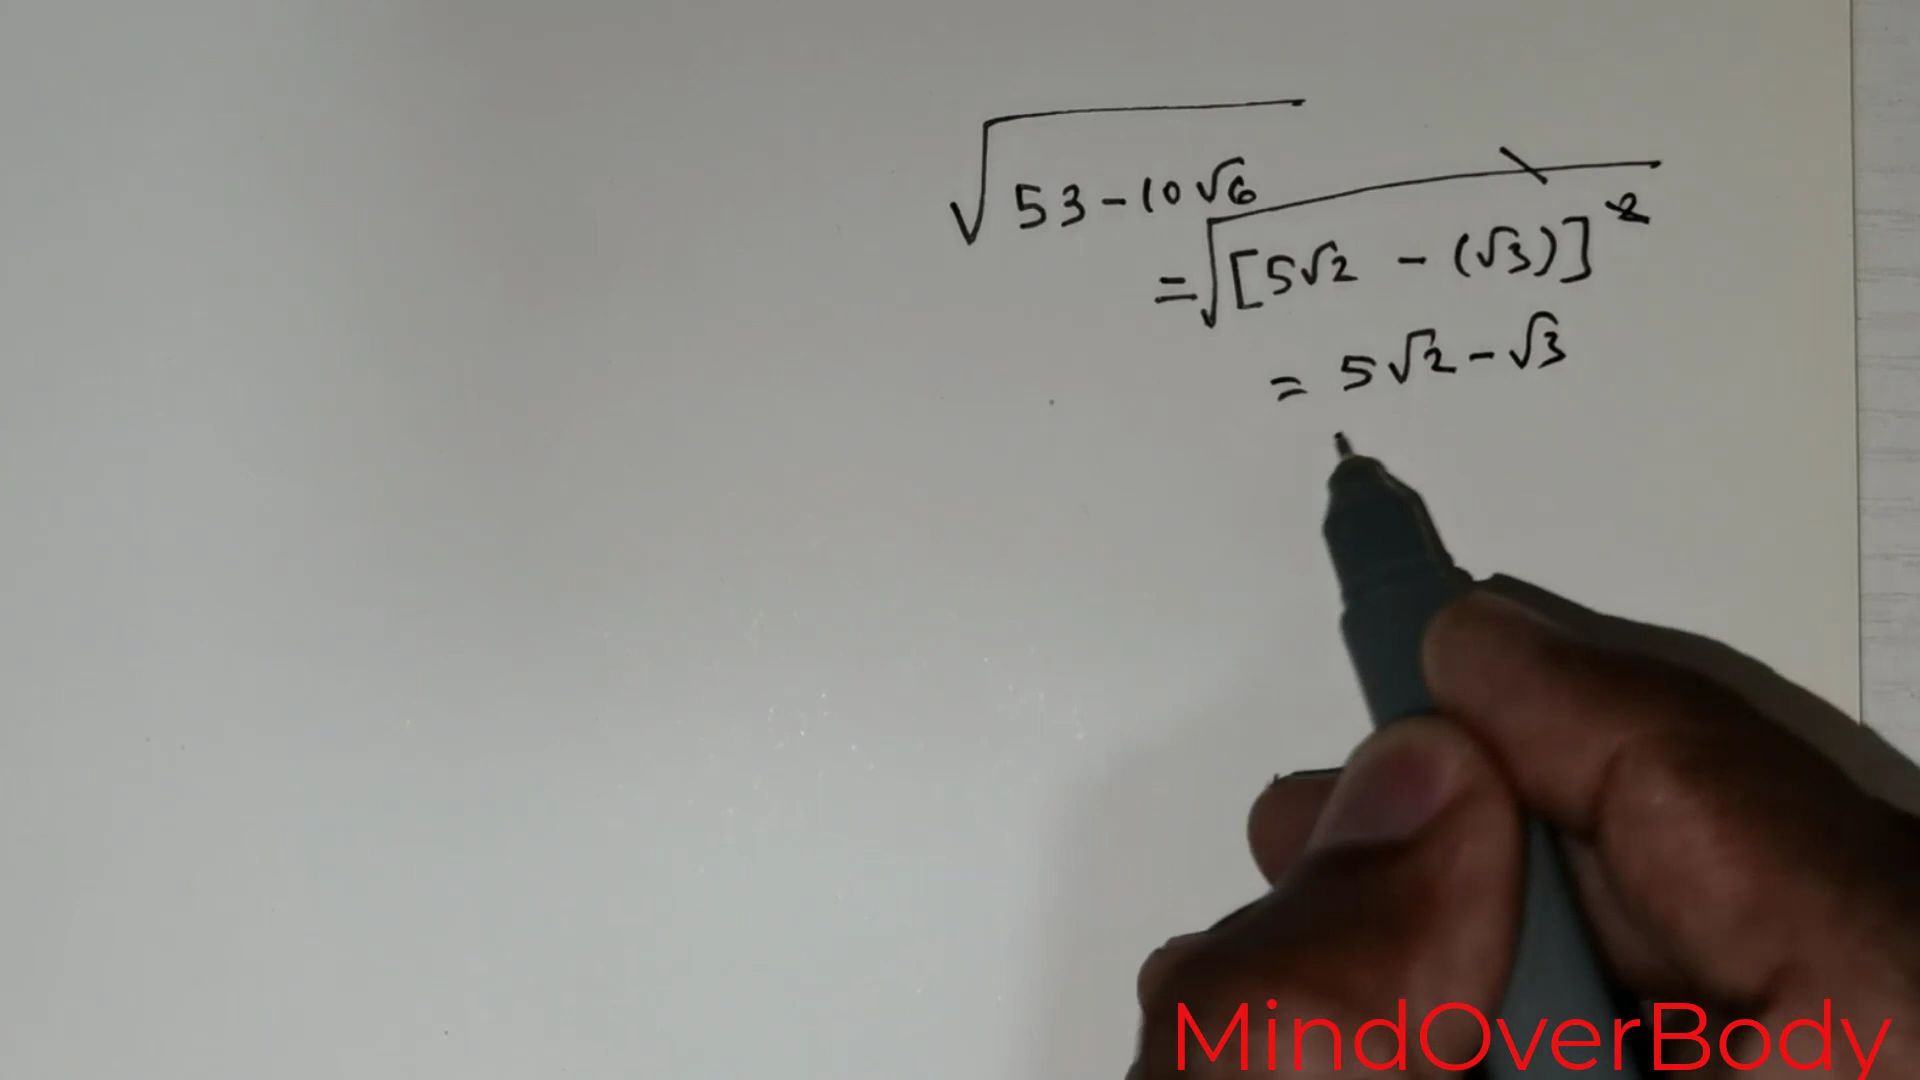 √53-10√6
=√[5√2 - (√3)]²
= 5√2-√3
MindOverBody